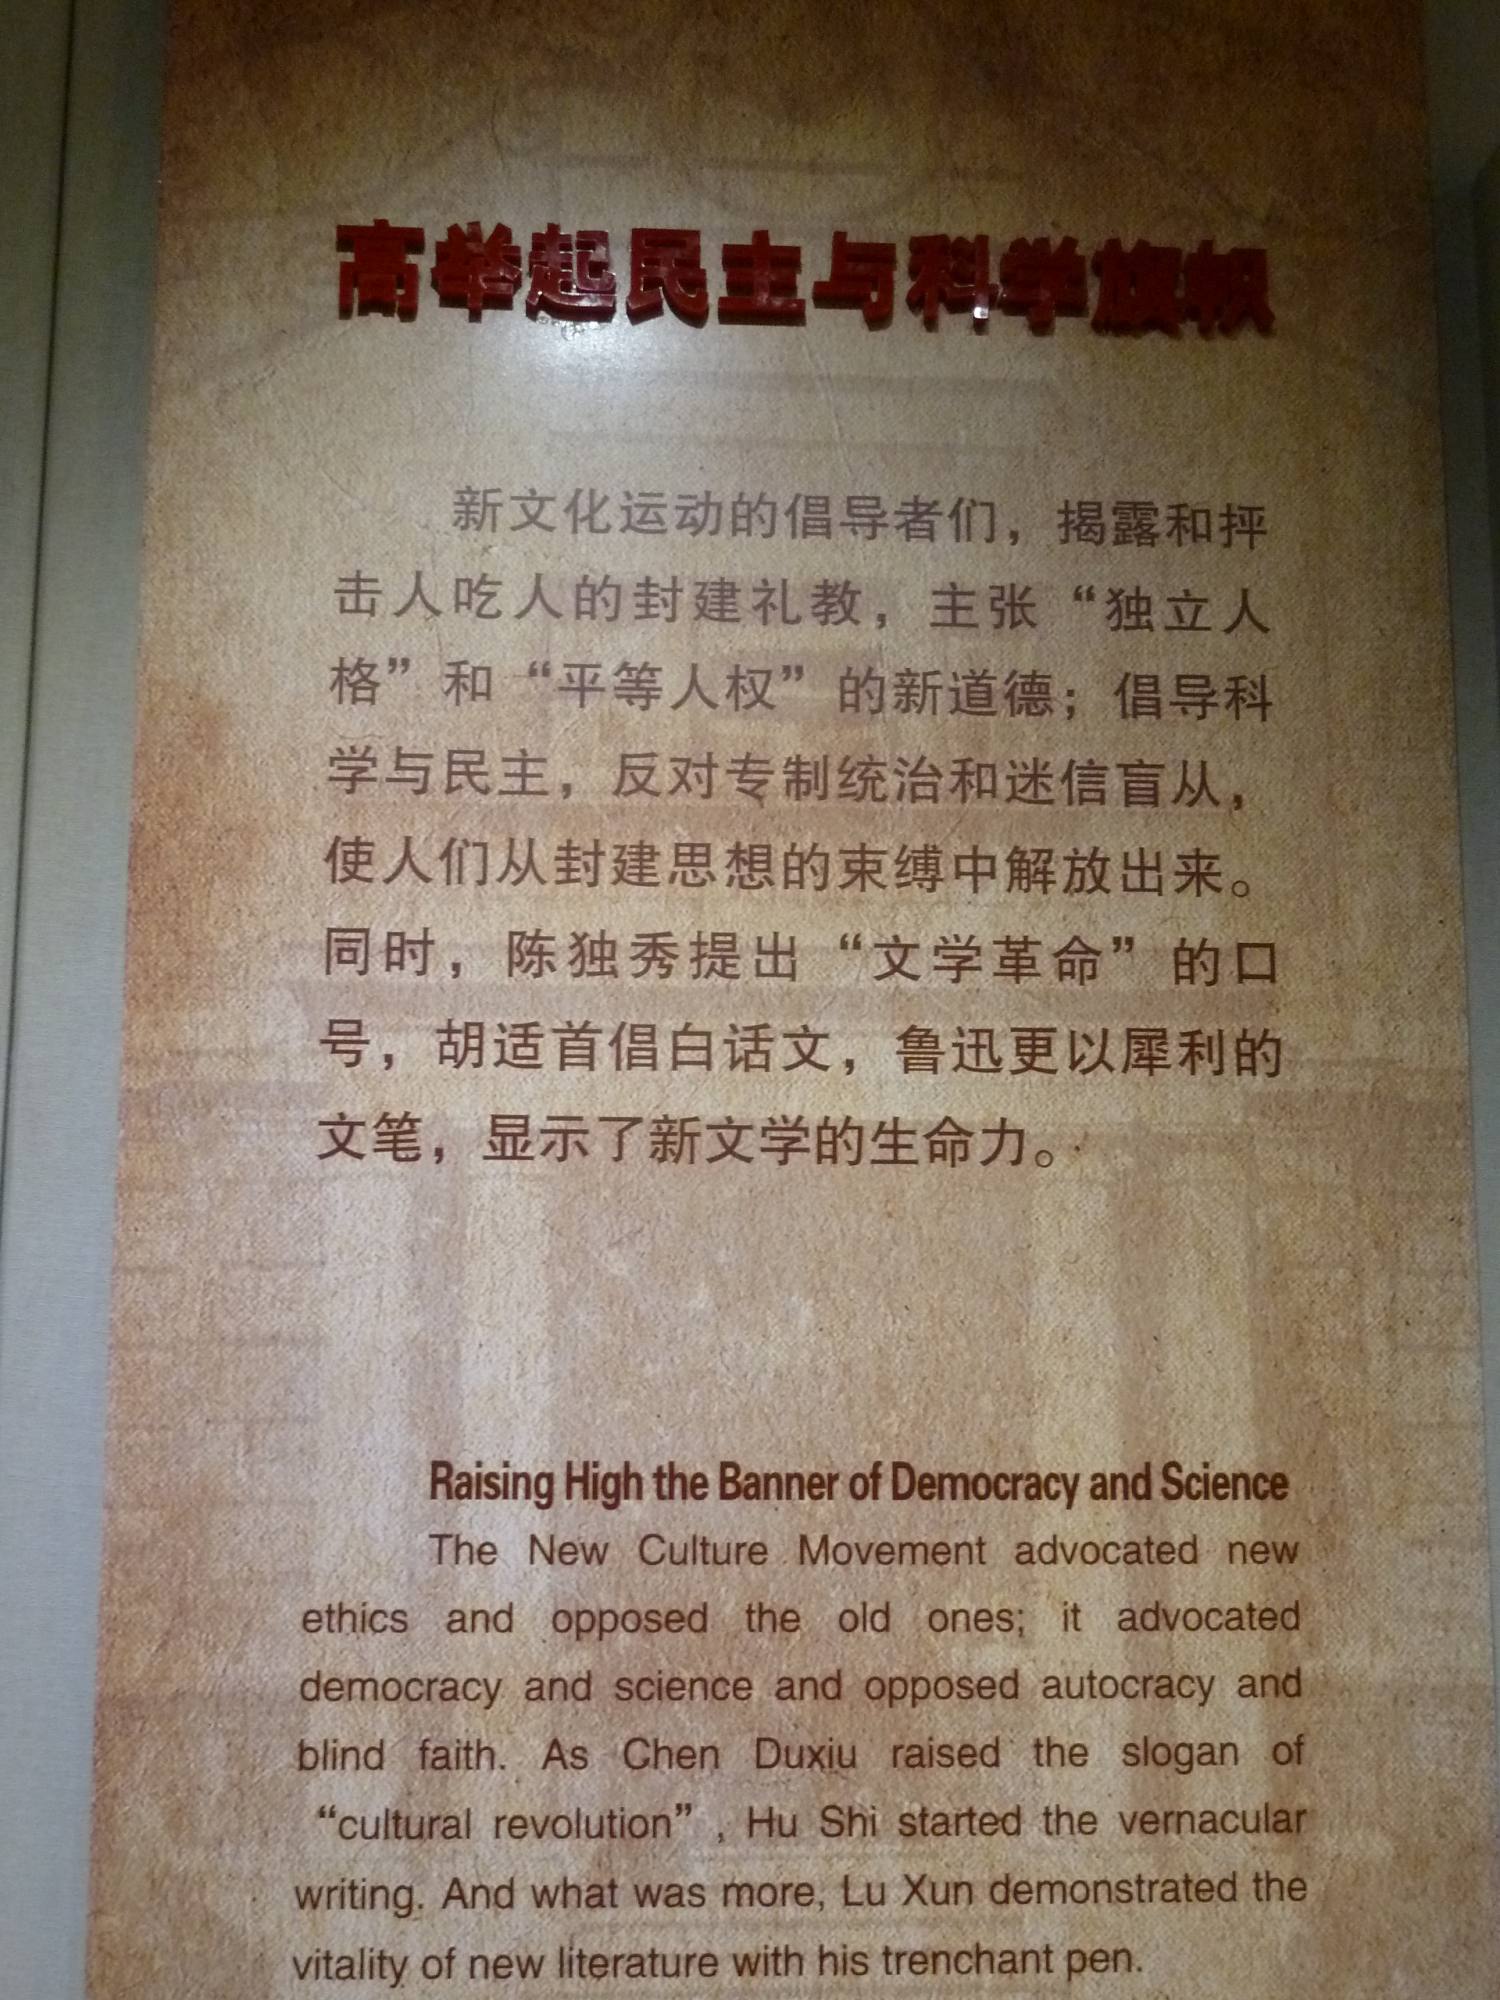 高举起民主与科学旗帜
新文化运动的倡导者们，揭露和抨
击人吃人的封建礼教，主张“独立人
格”和“平等人权”的新道德；倡导科
学与民主，反对专制统治和迷信盲从，
使人们从封建思想的束缚中解放出来。
同时，陈独秀提出“文学革命”的口
号，胡适首倡白话文，鲁迅更以犀利的
文笔，显示了新文学的生命力。
Raising High the Banner of Democracy and Science
The New Culture Movement advocated new
ethics and opposed the old ones; it advocated
democracy and science and opposed autocracy and
blind faith. As Chen Duxiu raised the slogan of
“cultural revolution”, Hu Shi started the vernacular
writing. And what was more, Lu Xun demonstrated the
vitality of new literature with his trenchant pen.